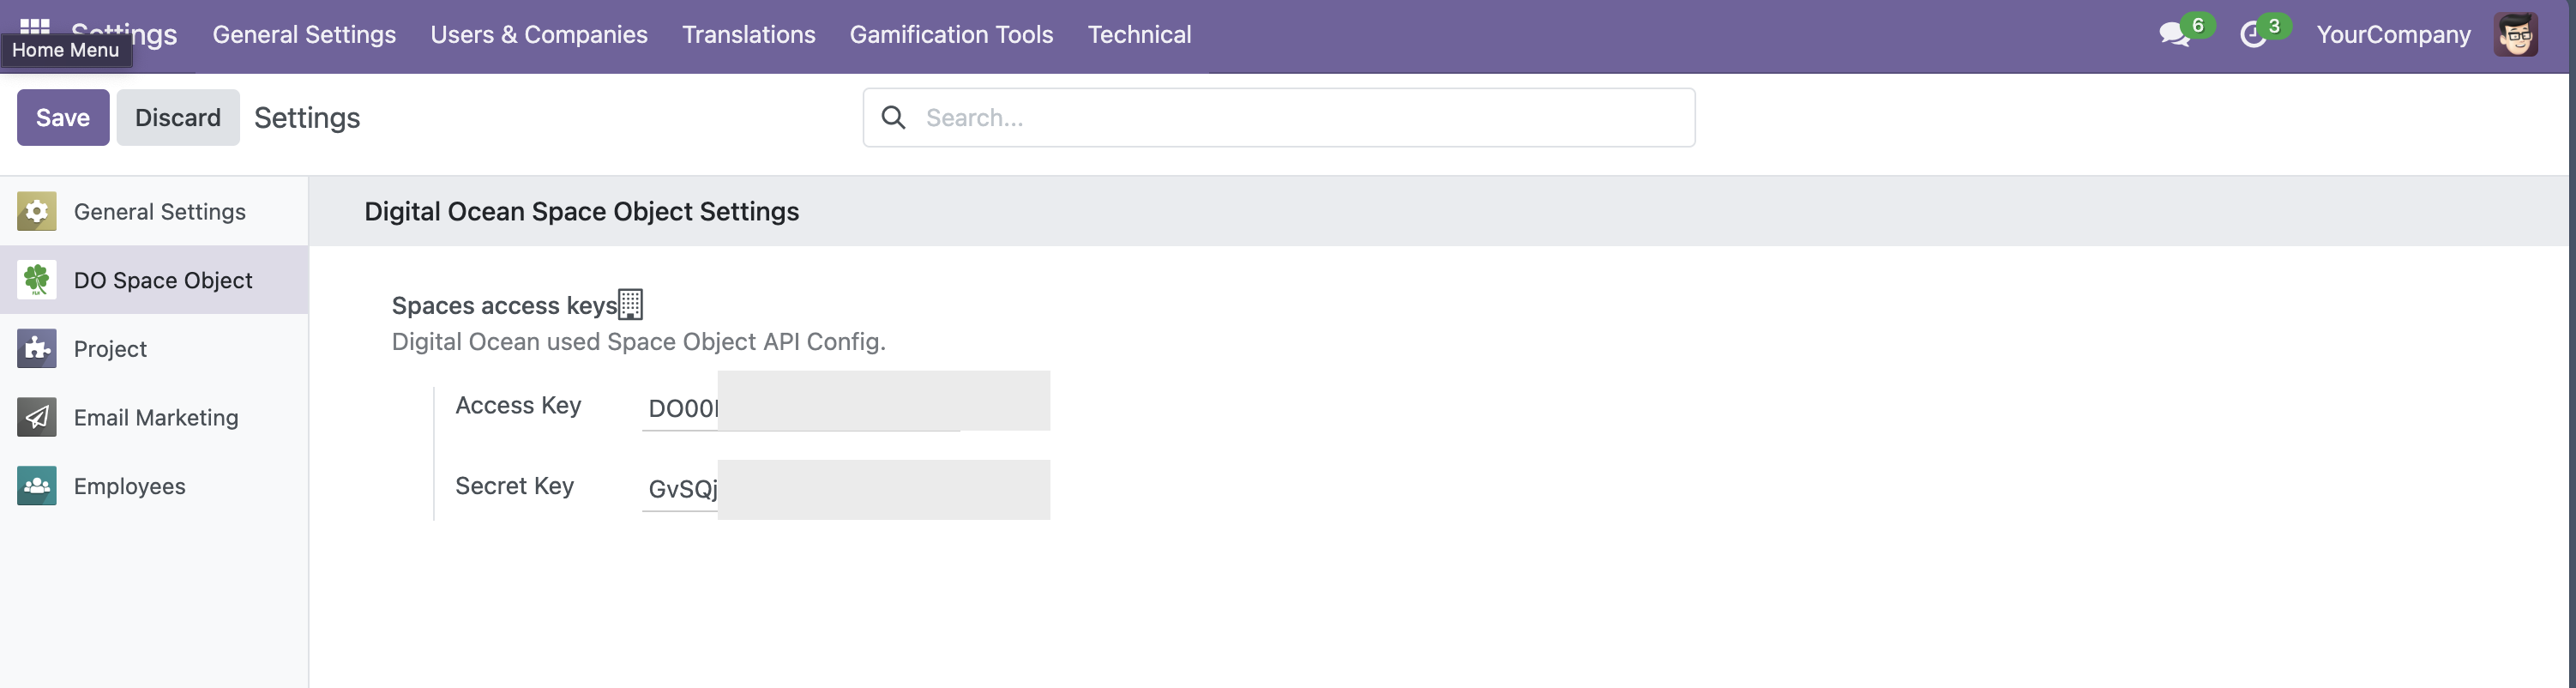 Settings General Settings Users & Companies Translations Gamification Tools Technical 6 3 YourCompany
Home Menu
Save Discard Settings Search...
General Settings
DO Space Object
Project
Email Marketing
Employees
Digital Ocean Space Object Settings
Spaces access keys
Digital Ocean used Space Object API Config.
Access Key DO00
Secret Key GvSQj